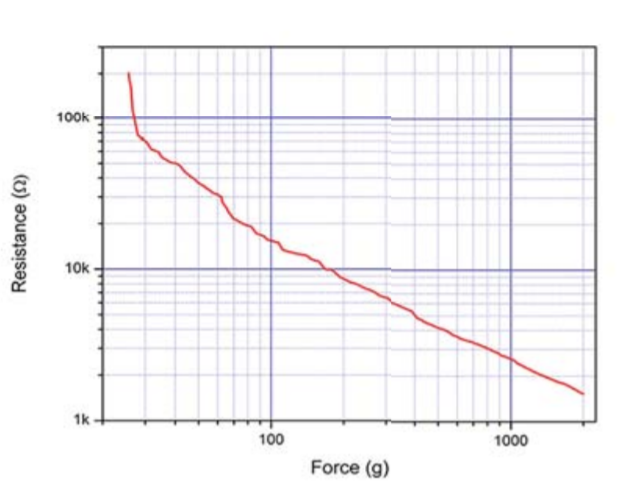 100k
10k
1k
Resistance (Ω)
100
1000
Force (g)